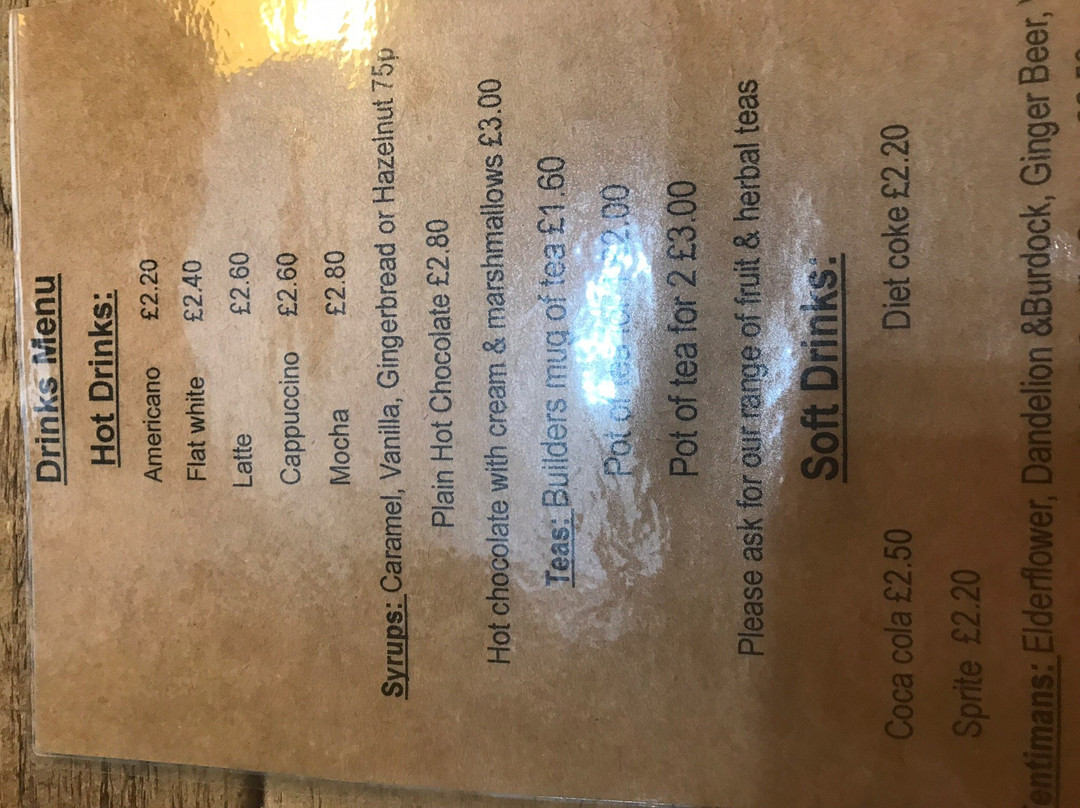 Drinks Menu
Hot Drinks:
Americano £2.20
Flat white £2.40
Latte £2.60
Cappuccino £2.60
Mocha £2.80
Syrups: Caramel, Vanilla, Gingerbread or Hazelnut 75p
Plain Hot Chocolate £2.80
Hot chocolate with cream & marshmallows £3.00
Teas: Builders mug of tea £1.60
Pot of £2.00
Pot of tea for 2 £3.00
Please ask for our range of fruit & herbal teas
Soft Drinks:
Coca cola £2.50 Diet coke £2.20
Sprite £2.20
entimans: Elderflower, Dandelion &Burdock, Ginger Beer,